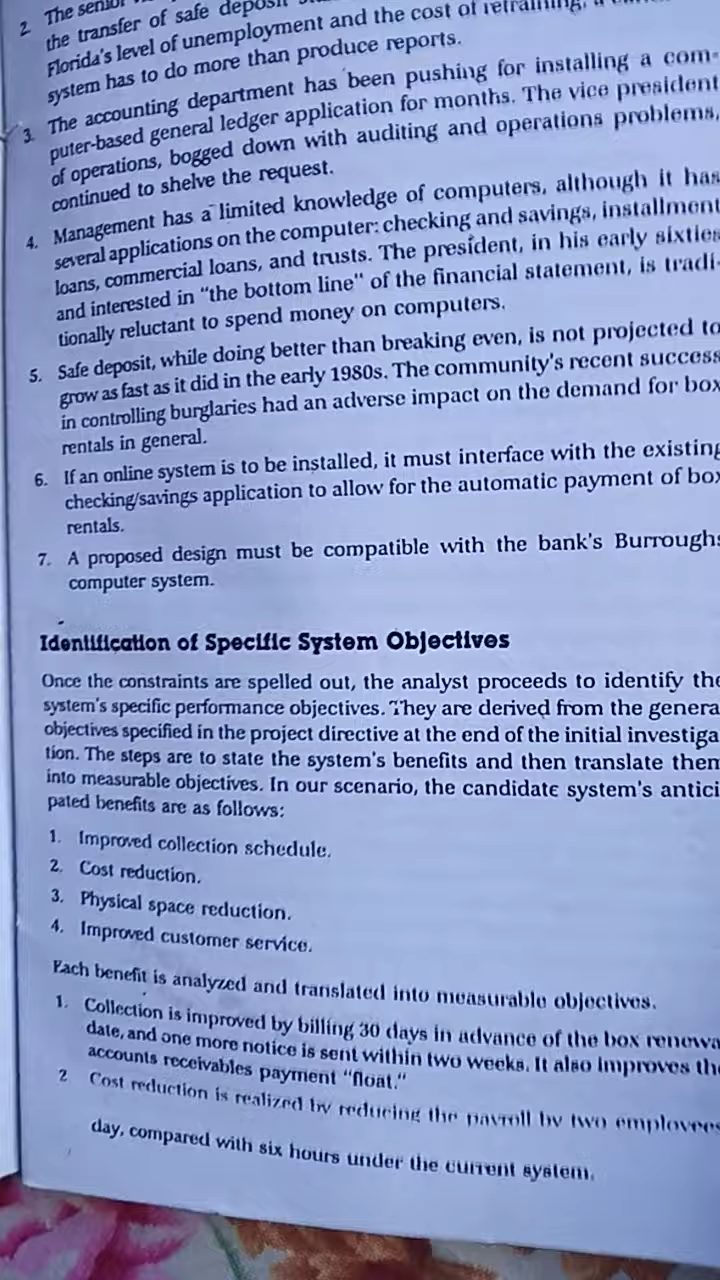 2. The senior
the transfer of safe deposit
Florida's level of unemployment and the cost of retraining,
system has to do more than produce reports.
3. The accounting department has been pushing for installing a com-
puter-based general ledger application for months. The vice president
of operations, bogged down with auditing and operations problems,
continued to shelve the request.
4. Management has a limited knowledge of computers, although it has
several applications on the computer: checking and savings, installment
loans, commercial loans, and trusts. The president, in his early sixties
and interested in "the bottom line" of the financial statement, is tradi-
tionally reluctant to spend money on computers.
5. Safe deposit, while doing better than breaking even, is not projected to
grow as fast as it did in the early 1980s. The community's recent success
in controlling burglaries had an adverse impact on the demand for box
rentals in general.
6. If an online system is to be installed, it must interface with the existing
checking/savings application to allow for the automatic payment of box
rentals.
7. A proposed design must be compatible with the bank's Burroughs
computer system.
Identification of Specific System Objectives
Once the constraints are spelled out, the analyst proceeds to identify the
system's specific performance objectives. They are derived from the genera
objectives specified in the project directive at the end of the initial investiga
tion. The steps are to state the system's benefits and then translate them
into measurable objectives. In our scenario, the candidate system's antici
pated benefits are as follows:
1. Improved collection schedule.
2. Cost reduction.
3. Physical space reduction.
4. Improved customer service.
Each benefit is analyzed and translated into measurable objectives.
1. Collection is improved by billing 30 days in advance of the box renewa
date, and one more notice is sent within two weeks. It also improves the
accounts receivables payment "float."
2 Cost reduction is realized by reducing the payroll by two employees
day, compared with six hours under the current system.